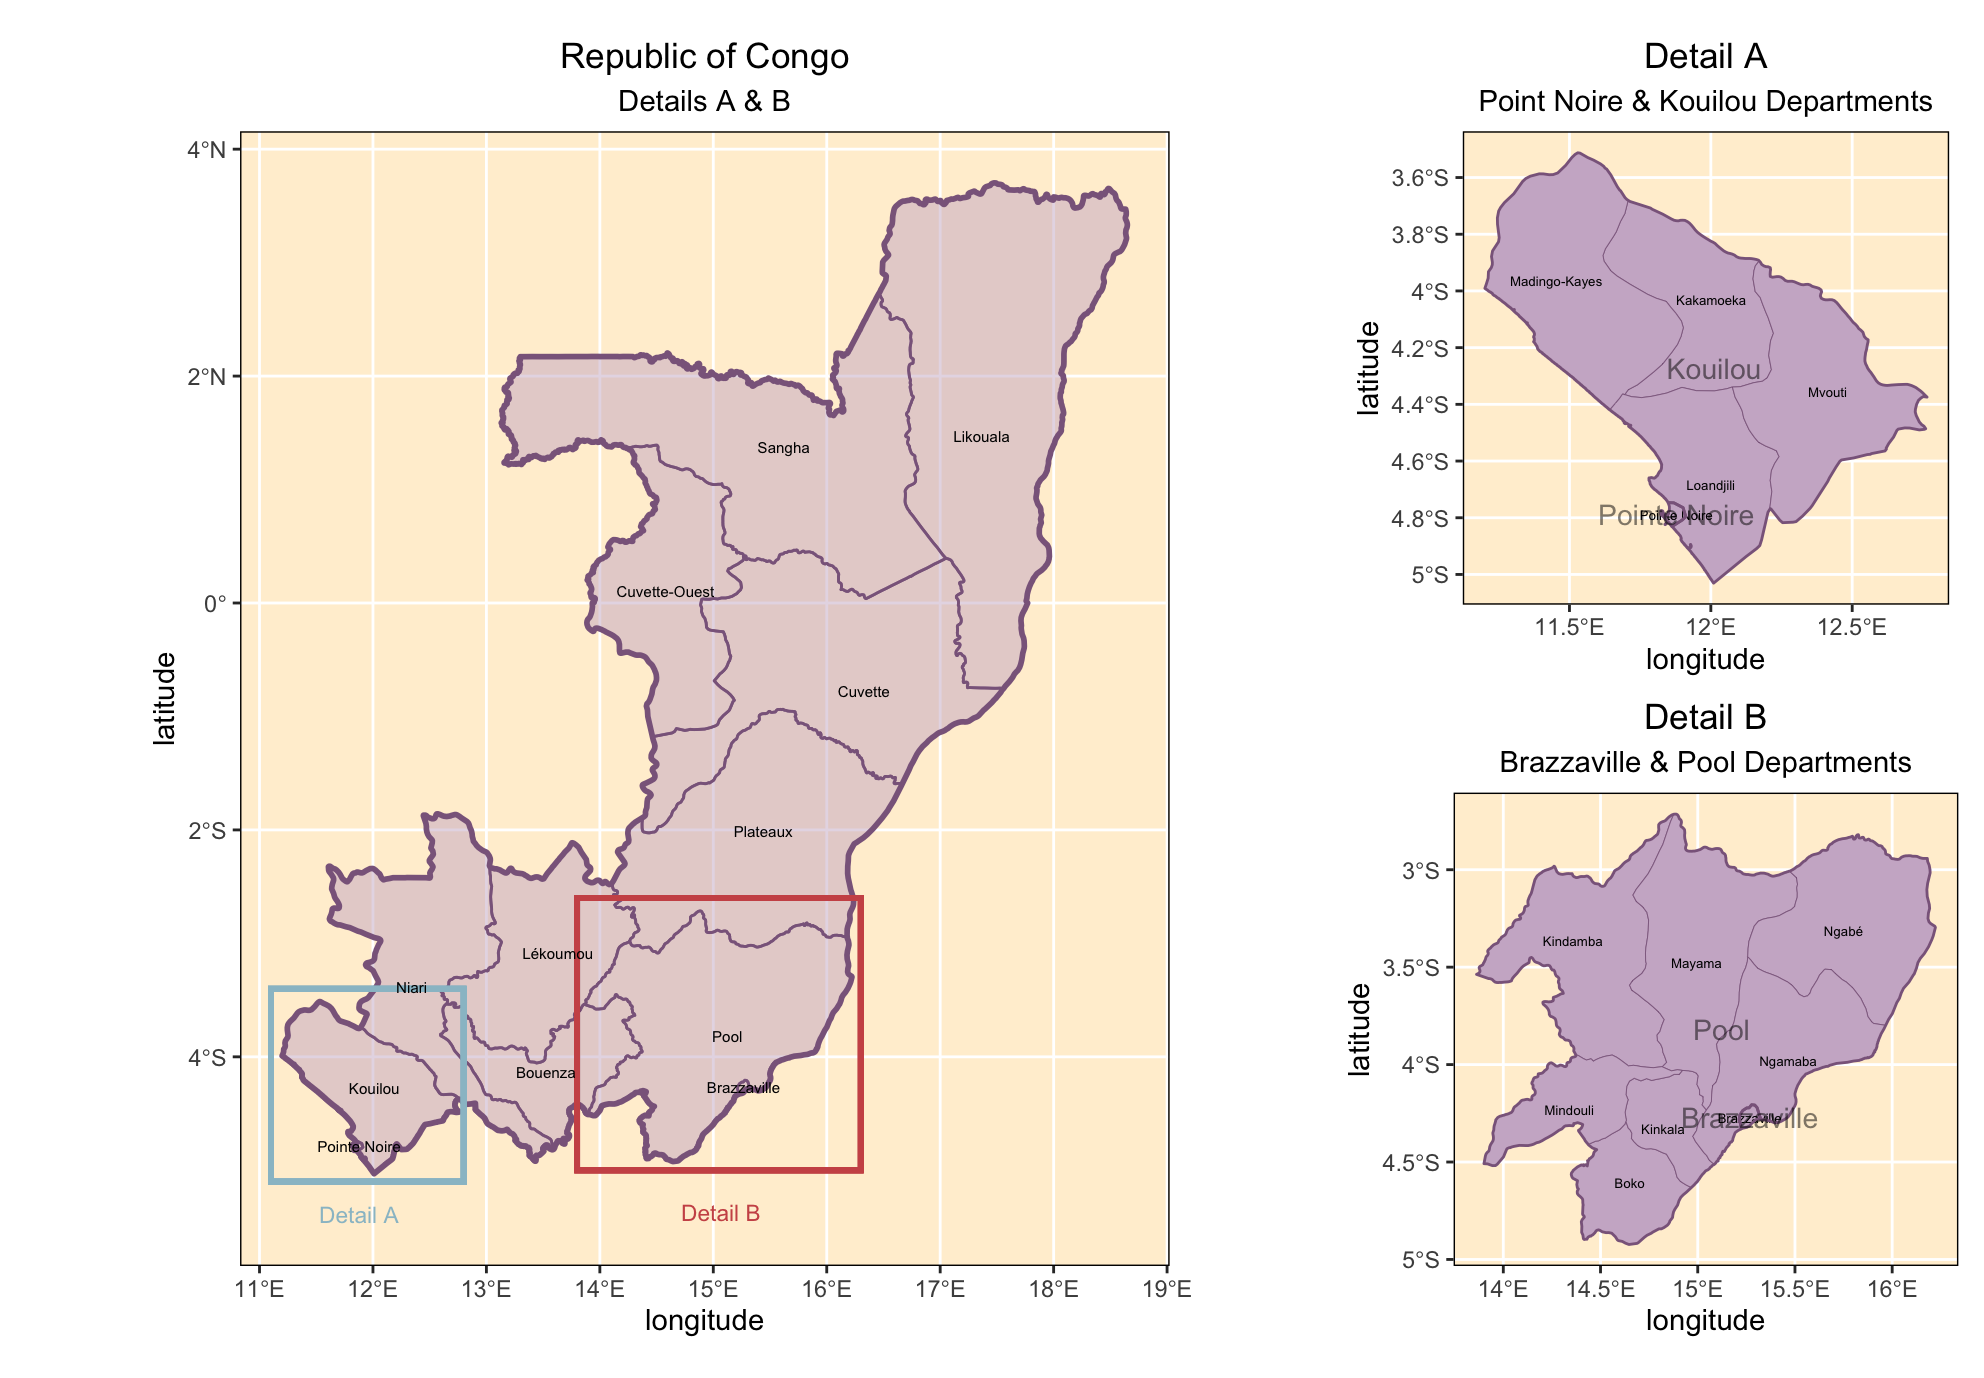 Republic of Congo
Details A & B
4°N
2°N
0°
2°S
4°S
latitude
Sangha
Likouala
Cuvette-Ouest
Cuvette
Plateaux
Lékoumou
Niari
Pool
Bouenza
Kouilou
Brazzaville
Pointe Noire
Detail A
Detail B
11°E 12°E 13°E 14°E 15°E 16°E 17°E 18°E 19°E
longitude
Detail A
Point Noire & Kouilou Departments
3.6°S
3.8°S
4°S
4.2°S
4.4°S
4.6°S
4.8°S
5°S
latitude
Madingo-Kayes
Kakamoeka
Kouilou
Mvouti
Loandjili
Pointe Noire
Pointe Noire
11.5°E 12°E 12.5°E
longitude
Detail B
Brazzaville & Pool Departments
3°S
3.5°S
4°S
4.5°S
5°S
latitude
Ngabé
Kindamba
Mayama
Pool
Ngamaba
Mindouli
Brazzaville
Brazzaville
Kinkala
Boko
14°E 14.5°E 15°E 15.5°E 16°E
longitude